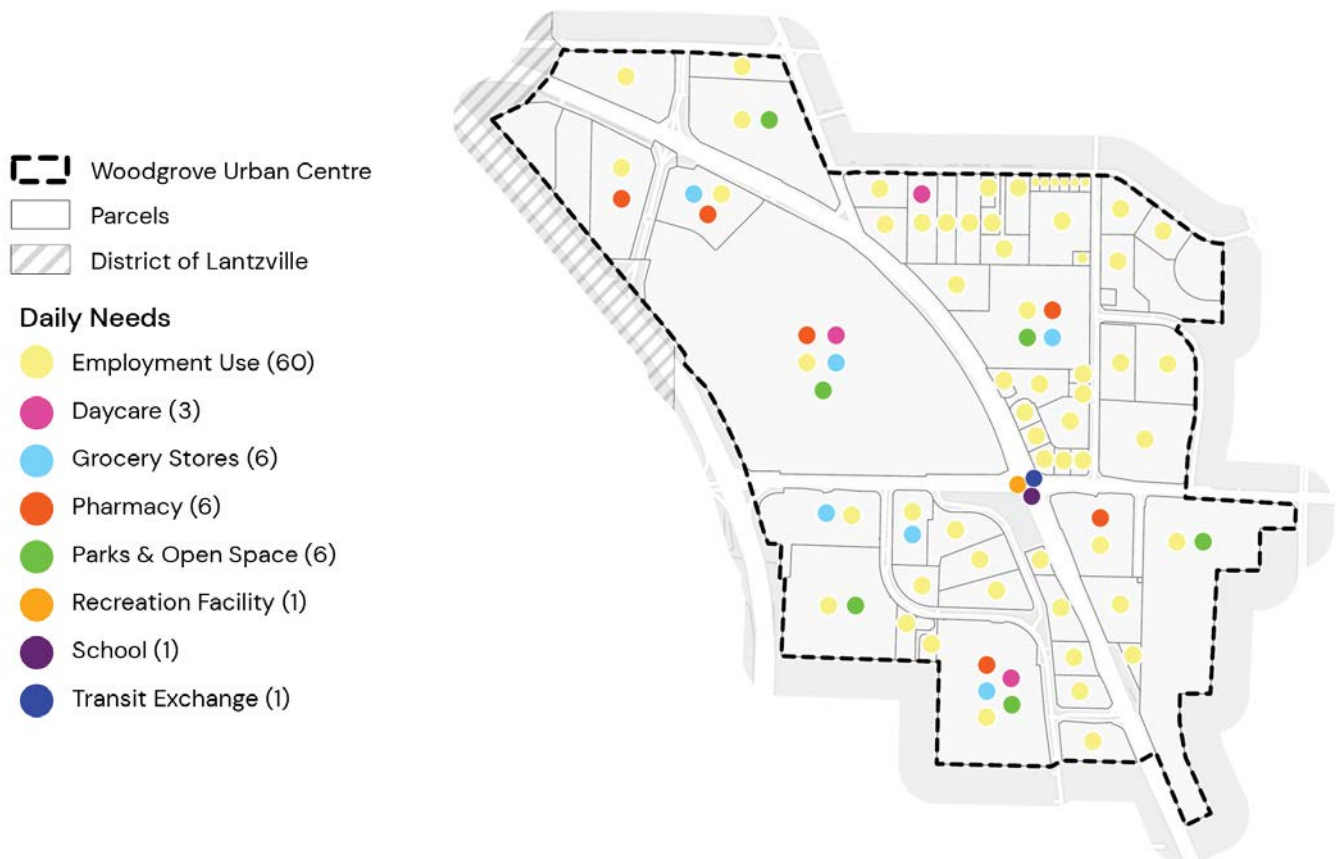 Woodgrove Urban Centre
Parcels
District of Lantzville
Daily Needs
Employment Use (60)
Daycare (3)
Grocery Stores (6)
Pharmacy (6)
Parks & Open Space (6)
Recreation Facility (1)
School (1)
Transit Exchange (1)